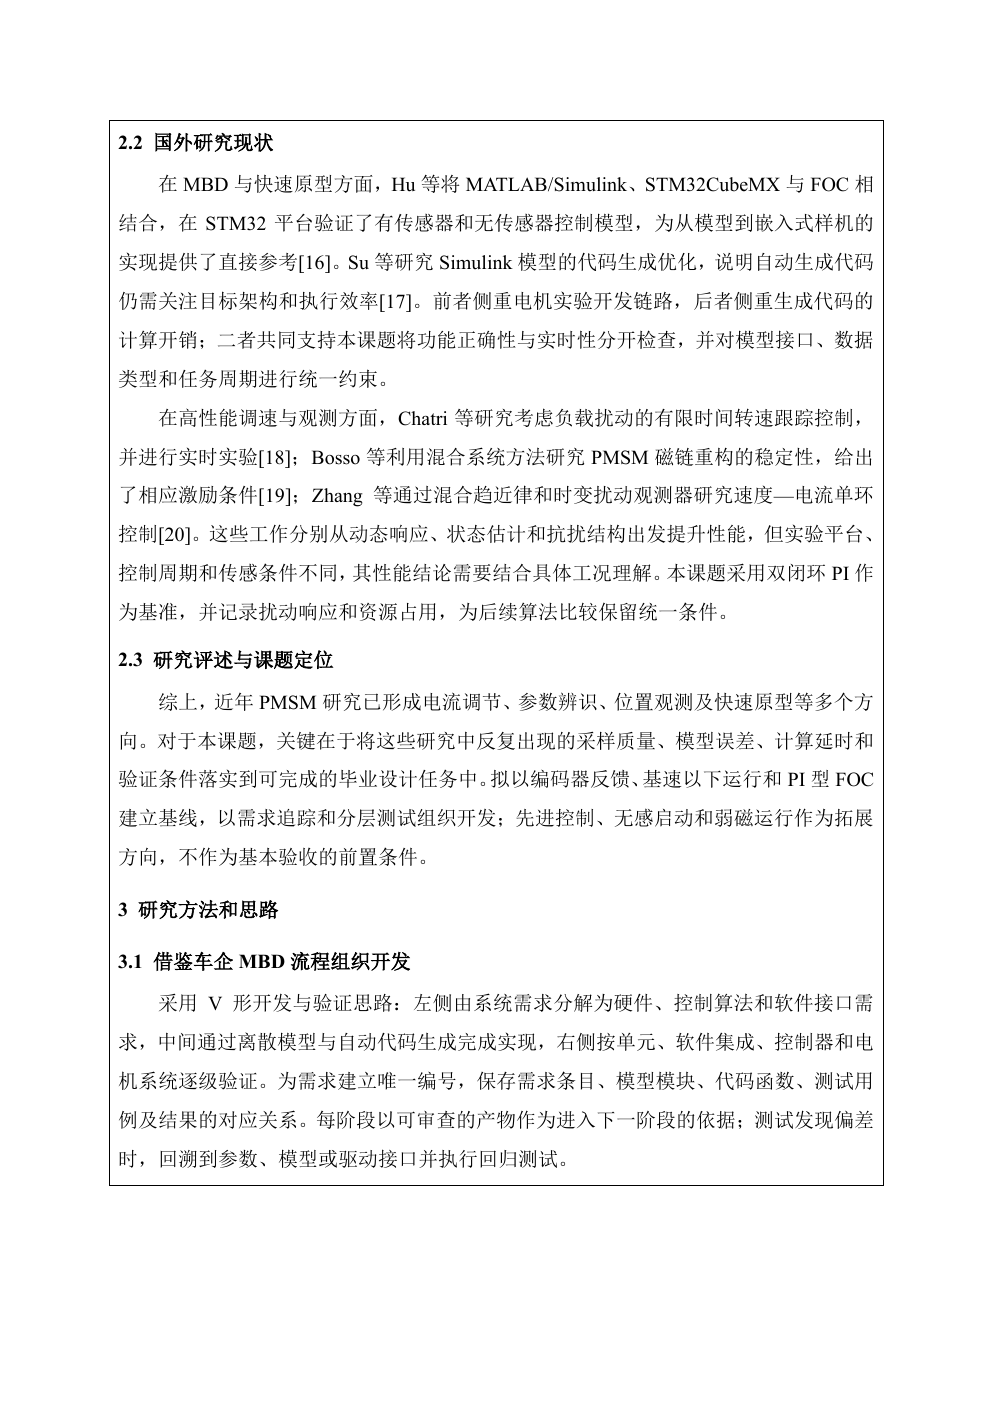 2.2 国外研究现状
在 MBD 与快速原型方面，Hu 等将 MATLAB/Simulink、STM32CubeMX 与 FOC 相
结合，在 STM32 平台验证了有传感器和无传感器控制模型，为从模型到嵌入式样机的
实现提供了直接参考[16]。Su 等研究 Simulink 模型的代码生成优化，说明自动生成代码
仍需关注目标架构和执行效率[17]。前者侧重电机实验开发链路，后者侧重生成代码的
计算开销；二者共同支持本课题将功能正确性与实时性分开检查，并对模型接口、数据
类型和任务周期进行统一约束。
在高性能调速与观测方面，Chatri 等研究考虑负载扰动的有限时间转速跟踪控制，
并进行实时实验[18]；Bosso 等利用混合系统方法研究 PMSM 磁链重构的稳定性，给出
了相应激励条件[19]；Zhang 等通过混合趋近律和时变扰动观测器研究速度—电流单环
控制[20]。这些工作分别从动态响应、状态估计和抗扰结构出发提升性能，但实验平台、
控制周期和传感条件不同，其性能结论需要结合具体工况理解。本课题采用双闭环 PI 作
为基准，并记录扰动响应和资源占用，为后续算法比较保留统一条件。
2.3 研究评述与课题定位
综上，近年 PMSM 研究已形成电流调节、参数辨识、位置观测及快速原型等多个方
向。对于本课题，关键在于将这些研究中反复出现的采样质量、模型误差、计算延时和
验证条件落实到可完成的毕业设计任务中。拟以编码器反馈、基速以下运行和 PI 型 FOC
建立基线，以需求追踪和分层测试组织开发；先进控制、无感启动和弱磁运行作为拓展
方向，不作为基本验收的前置条件。
3 研究方法和思路
3.1 借鉴车企 MBD 流程组织开发
采用 V 形开发与验证思路：左侧由系统需求分解为硬件、控制算法和软件接口需
求，中间通过离散模型与自动代码生成完成实现，右侧按单元、软件集成、控制器和电
机系统逐级验证。为需求建立唯一编号，保存需求条目、模型模块、代码函数、测试用
例及结果的对应关系。每阶段以可审查的产物作为进入下一阶段的依据；测试发现偏差
时，回溯到参数、模型或驱动接口并执行回归测试。